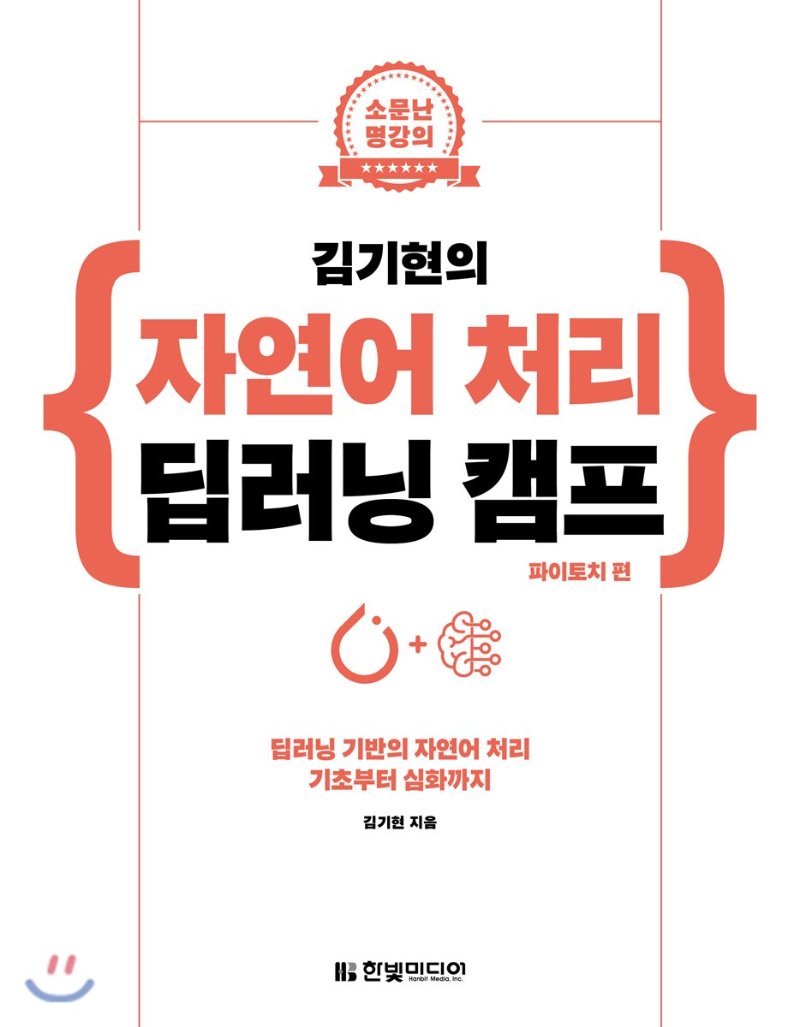 소문난
명강의
김기현의
자연어 처리
딥러닝 캠프
파이토치 편
딥러닝 기반의 자연어 처리
기초부터 심화까지
김기현 지음
HB 한빛미디어
Hanbit Media, Inc.